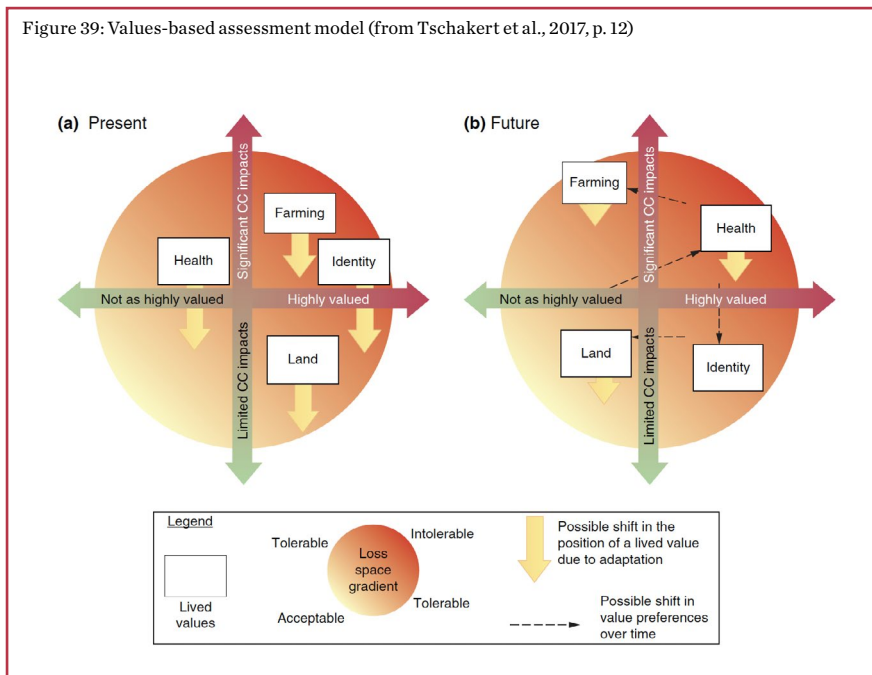 Figure 39: Values-based assessment model (from Tschakert et al., 2017, p. 12)
(a) Present
Significant CC impacts
Farming
Health
Identity
Not as highly valued
Highly valued
Land
Limited CC impacts
(b) Future
Significant CC impacts
Farming
Health
Not as highly valued
Highly valued
Land
Identity
Limited CC impacts
Legend
Lived
values
Tolerable
Intolerable
Loss
space
gradient
Acceptable
Tolerable
Possible shift in the
position of a lived value
due to adaptation
Possible shift in
value preferences
over time